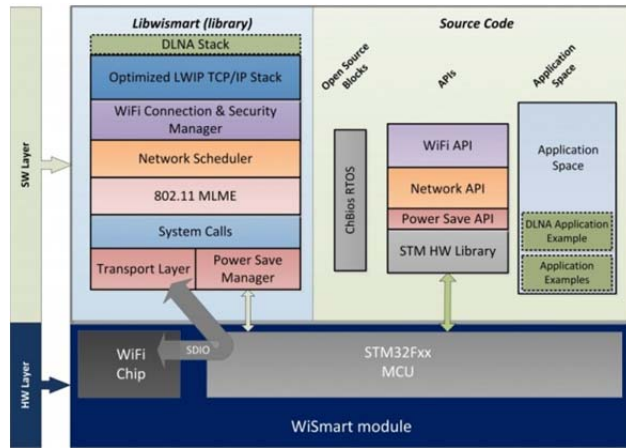 Libwismart (library)
Source Code
DLNA Stack
Optimized LWIP TCP/IP Stack
WiFi Connection & Security
Manager
Network Scheduler
802.11 MLME
System Calls
Transport Layer
Power Save
Manager
Open Source
Blocks
APIs
Application
Space
ChBios RTOS
WiFi API
Network API
Power Save API
STM HW Library
Application
Space
DLNA Application
Example
Application Examples
SW Layer
HW Layer
WiFi
Chip
SDIO
STM32Fxx
MCU
WiSmart module